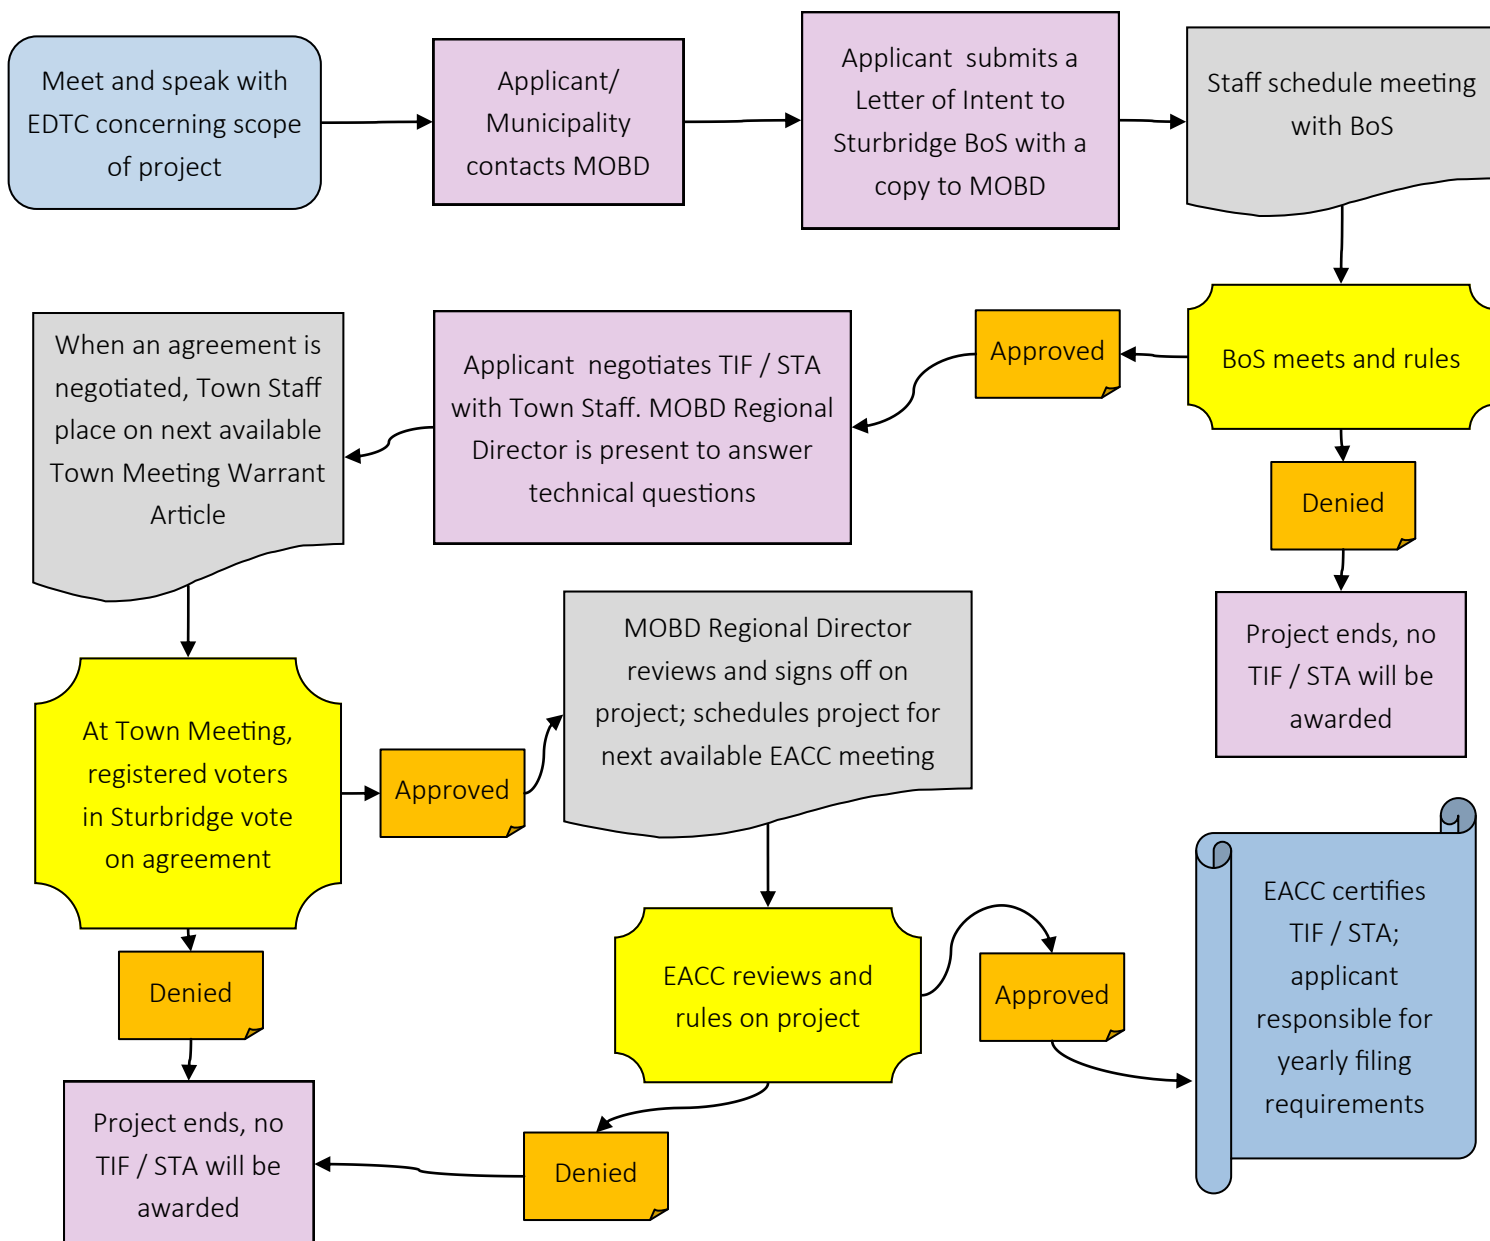 Meet and speak with
EDTC concerning scope
of project
Applicant/
Municipality
contacts MOBD
Applicant submits a
Letter of Intent to
Sturbridge BoS with a
copy to MOBD
Staff schedule meeting
with BoS
BoS meets and rules
Approved
Denied
Project ends, no
TIF / STA will be
awarded
Applicant negotiates TIF / STA
with Town Staff. MOBD Regional
Director is present to answer
technical questions
When an agreement is
negotiated, Town Staff
place on next available
Town Meeting Warrant
Article
At Town Meeting,
registered voters
in Sturbridge vote
on agreement
Approved
Denied
MOBD Regional Director
reviews and signs off on
project; schedules project for
next available EACC meeting
EACC reviews and
rules on project
Approved
EACC certifies
TIF / STA;
applicant
responsible for
yearly filing
requirements
Denied
Project ends, no
TIF / STA will be
awarded